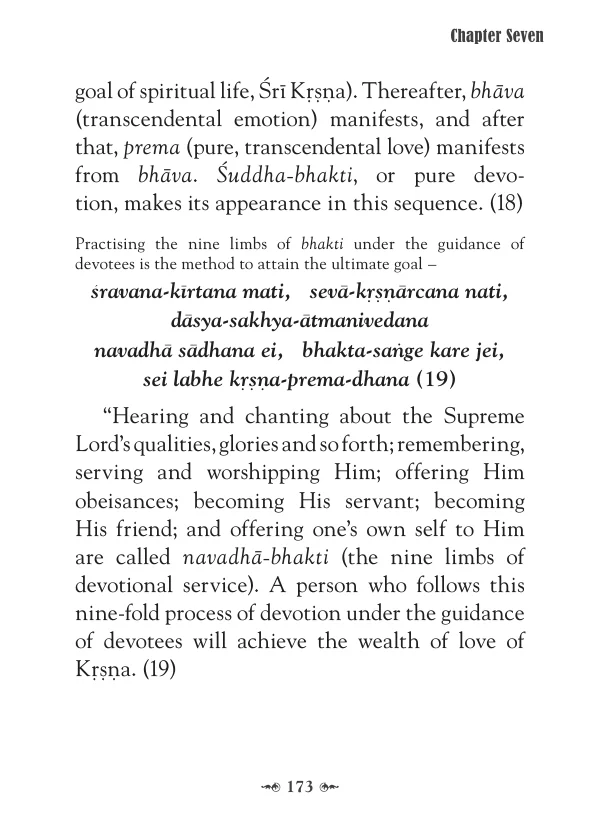 Chapter Seven
goal of spiritual life, Śrī Kṛṣṇa). Thereafter, bhāva
(transcendental emotion) manifests, and after
that, prema (pure, transcendental love) manifests
from bhāva. Śuddha-bhakti, or pure devo-
tion, makes its appearance in this sequence. (18)
Practising the nine limbs of bhakti under the guidance of
devotees is the method to attain the ultimate goal –
śravana-kīrtana mati, sevā-kṛṣṇārcana nati,
dāsya-sakhya-ātmanivedana
navadhā sādhana ei, bhakta-saṅge kare jei,
sei labhe kṛṣṇa-prema-dhana (19)
“Hearing and chanting about the Supreme
Lord’s qualities, glories and so forth; remembering,
serving and worshipping Him; offering Him
obeisances; becoming His servant; becoming
His friend; and offering one’s own self to Him
are called navadhā-bhakti (the nine limbs of
devotional service). A person who follows this
nine-fold process of devotion under the guidance
of devotees will achieve the wealth of love of
Kṛṣṇa. (19)
173